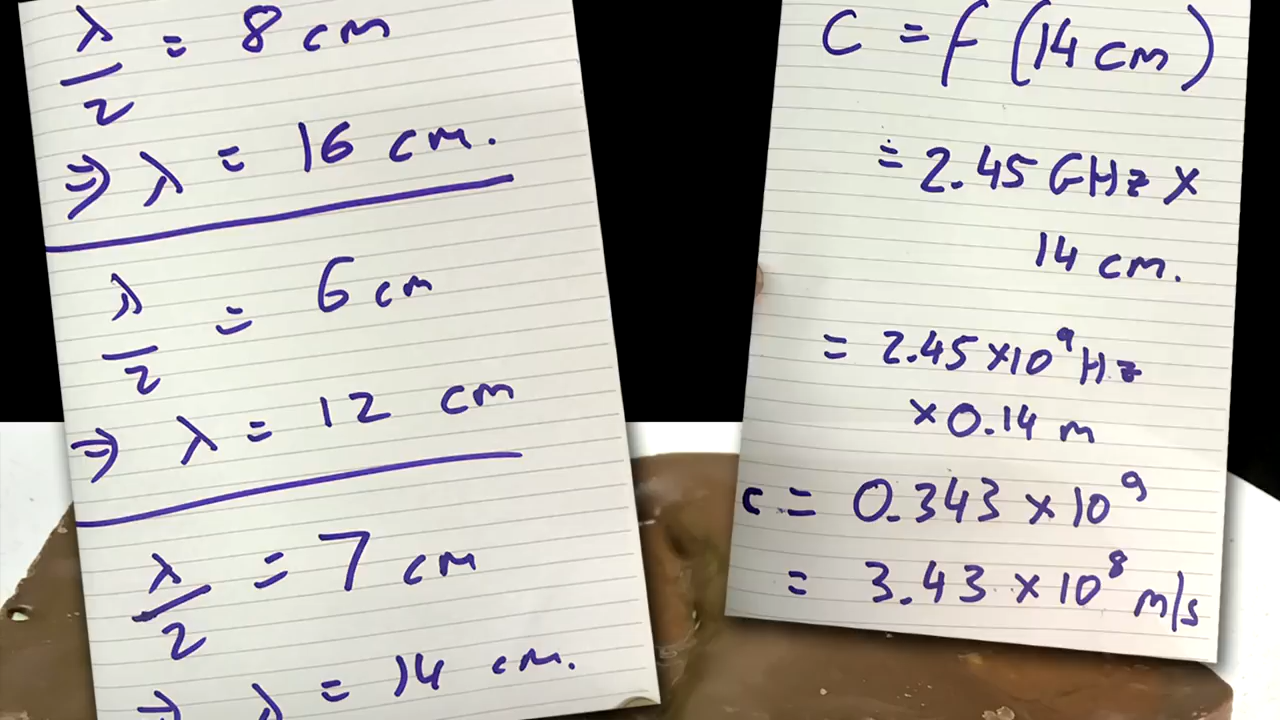 λ/2 = 8 cm
⇒ λ = 16 cm.
λ/2 = 6 cm
⇒ λ = 12 cm
λ/2 = 7 cm
⇒ λ = 14 cm.
C = f (14 cm)
= 2.45 GHz ×
14 cm.
= 2.45 × 10⁹ Hz
× 0.14 m
c = 0.343 × 10⁹
= 3.43 × 10⁸ m/s